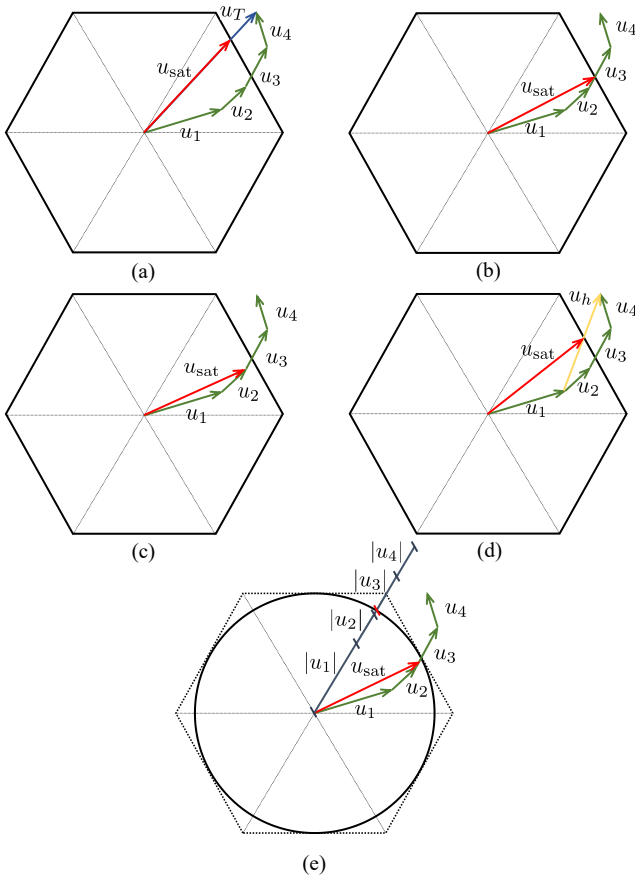 u_T
u_4
u_sat
u_3
u_2
u_1
(a)
u_4
u_3
u_sat
u_2
u_1
(b)
u_4
u_3
u_sat
u_2
u_1
(c)
u_h
u_4
u_sat
u_3
u_2
u_1
(d)
|u_4|
|u_3|
|u_2|
|u_1|
u_4
u_3
u_sat
u_2
u_1
(e)